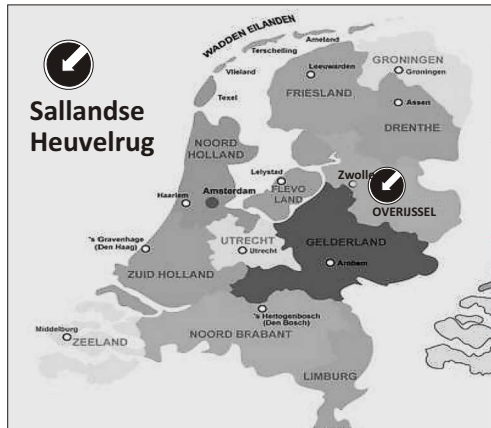 WADDEN EILANDEN
Ameland
Terschelling
Vlieland
Texel
Leeuwarden
FRIESLAND
GRONINGEN
Groningen
Assen
DRENTHE
Sallandse
Heuvelrug
NOORD
HOLLAND
Lelystad
FLEVO
LAND
Zwolle
OVERIJSSEL
Haarlem
Amsterdam
UTRECHT
Utrecht
GELDERLAND
Arnhem
's Gravenhage
(Den Haag)
ZUID HOLLAND
's Hertogenbosch
(Den Bosch)
NOORD BRABANT
Middelburg
ZEELAND
LIMBURG